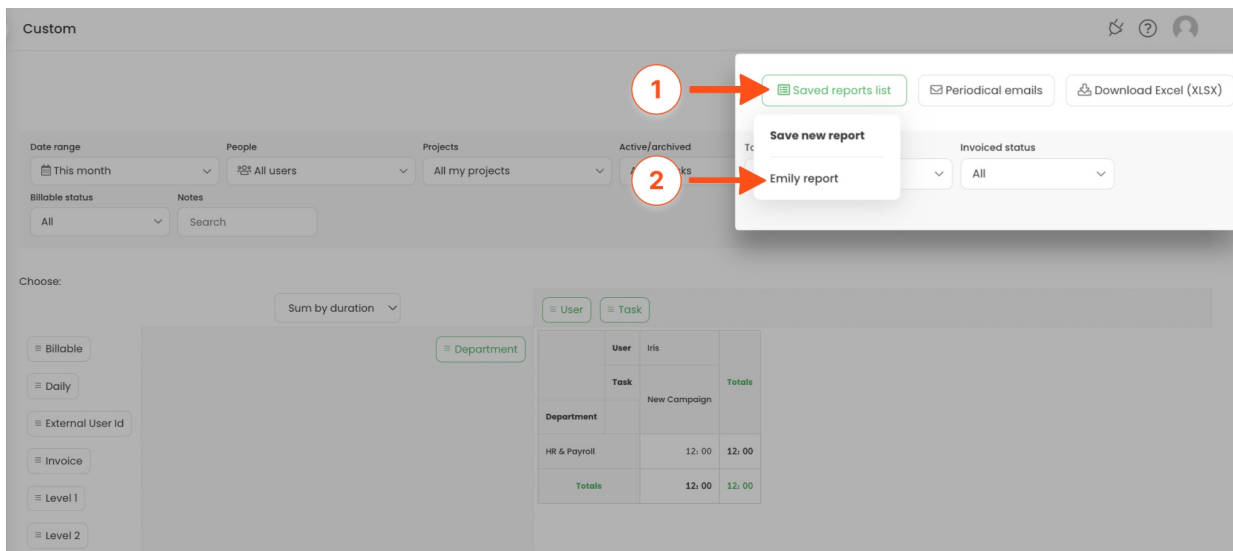 Custom
1
Saved reports list
Periodical emails
Download Excel (XLSX)
Save new report
Emily report
2
Date range
People
Projects
Active/archived
Invoiced status
This month
All users
All my projects
All
Billable status
Notes
All
Search
Choose:
Sum by duration
User
Task
Billable
Department
Daily
External User Id
Invoice
Level 1
Level 2
User Iris
Task New Campaign Totals
Department
HR & Payroll 12:00 12:00
Totals 12:00 12:00